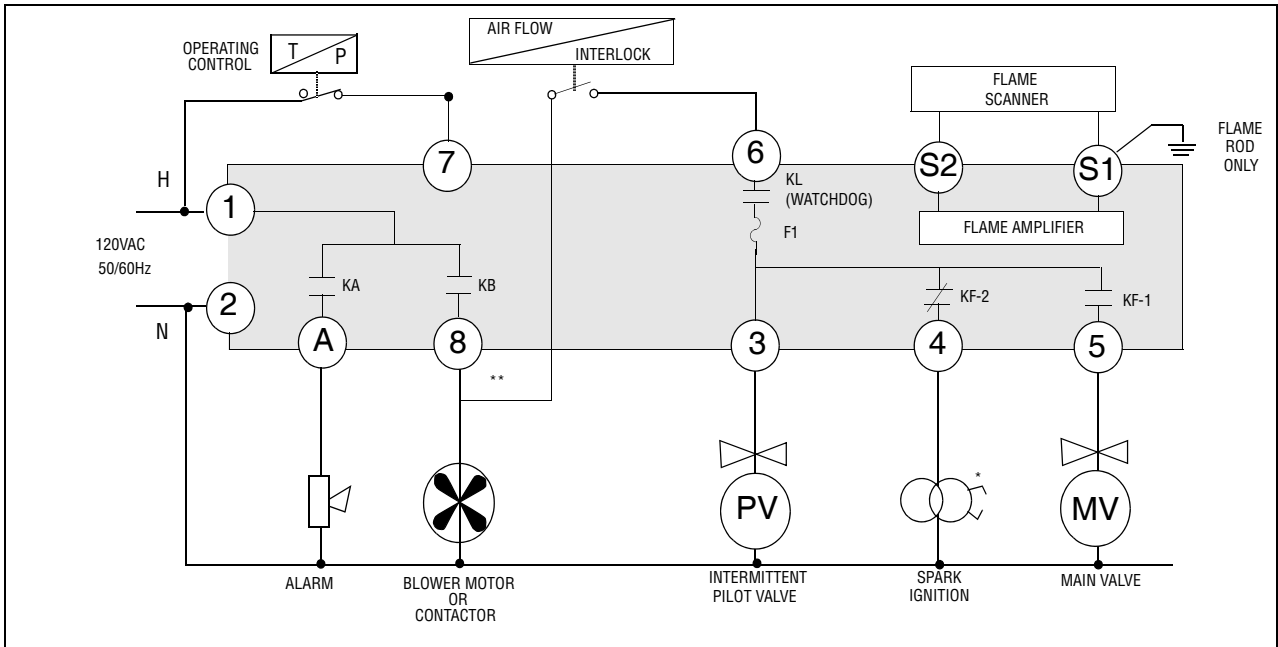 OPERATING
CONTROL
T
P
AIR FLOW
INTERLOCK
FLAME
SCANNER
FLAME
ROD
ONLY
7
6
S2
S1
H
1
KL
(WATCHDOG)
F1
FLAME AMPLIFIER
120VAC
50/60Hz
2
N
KA
KB
KF-2
KF-1
A
8
3
4
5
**
*
PV
MV
ALARM
BLOWER MOTOR
OR
CONTACTOR
INTERMITTENT
PILOT VALVE
SPARK
IGNITION
MAIN VALVE